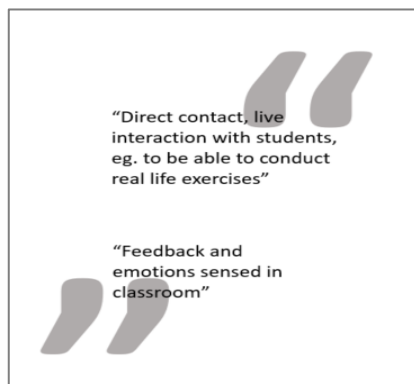 “Direct contact, live
interaction with students,
eg. to be able to conduct
real life exercises”
“Feedback and
emotions sensed in
classroom”